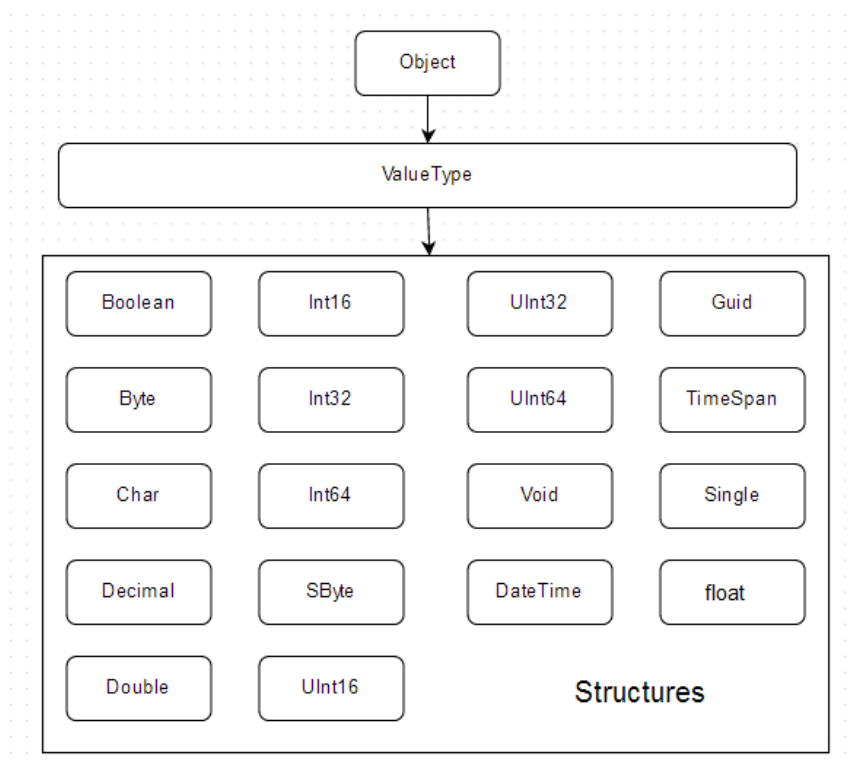 Object
ValueType
Boolean
Int16
UInt32
Guid
Byte
Int32
UInt64
TimeSpan
Char
Int64
Void
Single
Decimal
SByte
DateTime
float
Double
UInt16
Structures